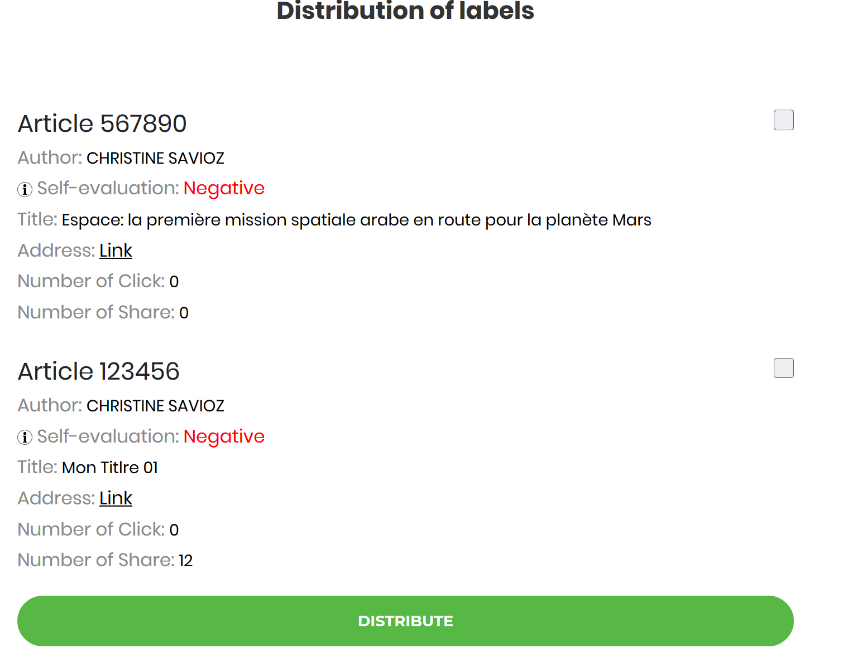 Distribution of labels
Article 567890
Author: CHRISTINE SAVIOZ
i Self-evaluation: Negative
Title: Espace: la première mission spatiale arabe en route pour la planète Mars
Address: Link
Number of Click: 0
Number of Share: 0
Article 123456
Author: CHRISTINE SAVIOZ
i Self-evaluation: Negative
Title: Mon Titlre 01
Address: Link
Number of Click: 0
Number of Share: 12
DISTRIBUTE